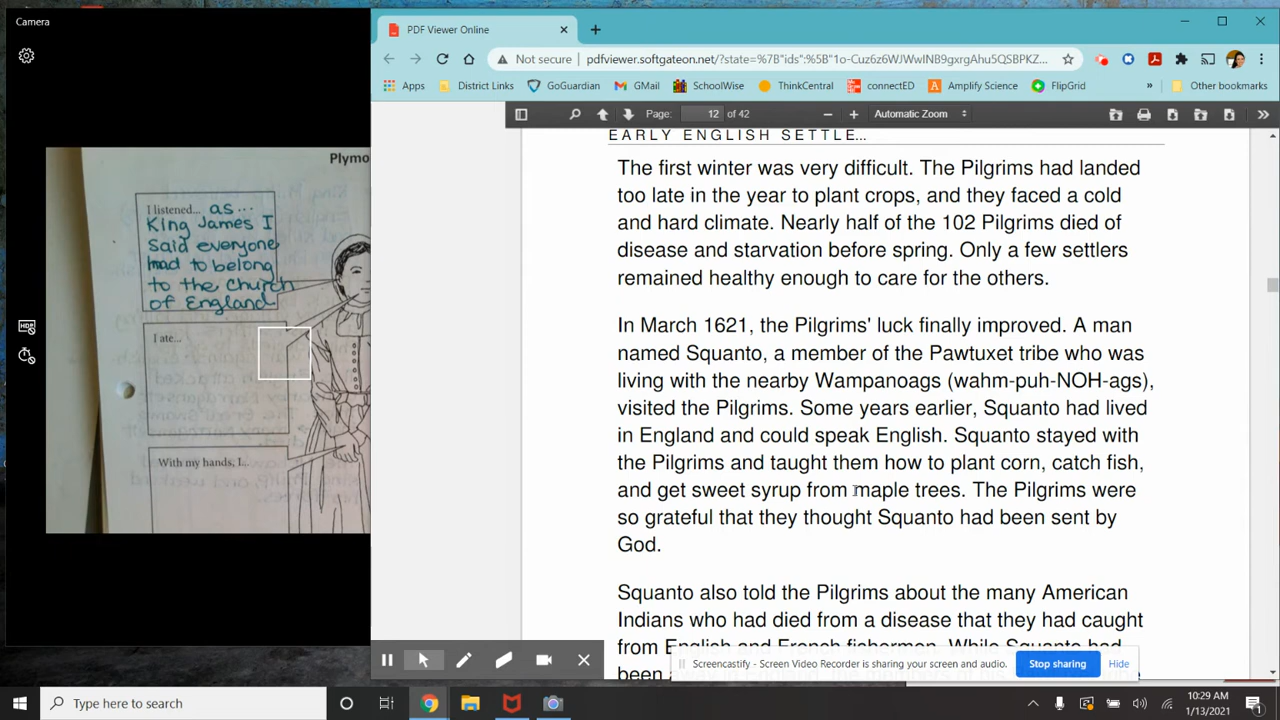 Camera
Plymo
I listened... as...
King James I
said everyone
had to belong
to the church
of England
I ate...
With my hands, I...
PDF Viewer Online
Not secure
pdfviewer.softgateon.net/?state=%7B"ids":%5B"1o-Cuz6z6WJWwINB9gxrgAhu5QSBPKZ...
Apps District Links GoGuardian GMail SchoolWise ThinkCentral connectED Amplify Science FlipGrid » Other bookmarks
Page: 12 of 42 Automatic Zoom
EARLY ENGLISH SETTLE...
The first winter was very difficult. The Pilgrims had landed
too late in the year to plant crops, and they faced a cold
and hard climate. Nearly half of the 102 Pilgrims died of
disease and starvation before spring. Only a few settlers
remained healthy enough to care for the others.
In March 1621, the Pilgrims' luck finally improved. A man
named Squanto, a member of the Pawtuxet tribe who was
living with the nearby Wampanoags (wahm-puh-NOH-ags),
visited the Pilgrims. Some years earlier, Squanto had lived
in England and could speak English. Squanto stayed with
the Pilgrims and taught them how to plant corn, catch fish,
and get sweet syrup from maple trees. The Pilgrims were
so grateful that they thought Squanto had been sent by
God.
Squanto also told the Pilgrims about the many American
Indians who had died from a disease that they had caught
from English and French fishermen. While Squanto had
been
Screencastify - Screen Video Recorder is sharing your screen and audio.
Stop sharing
Hide
Type here to search
10:29 AM
1/13/2021